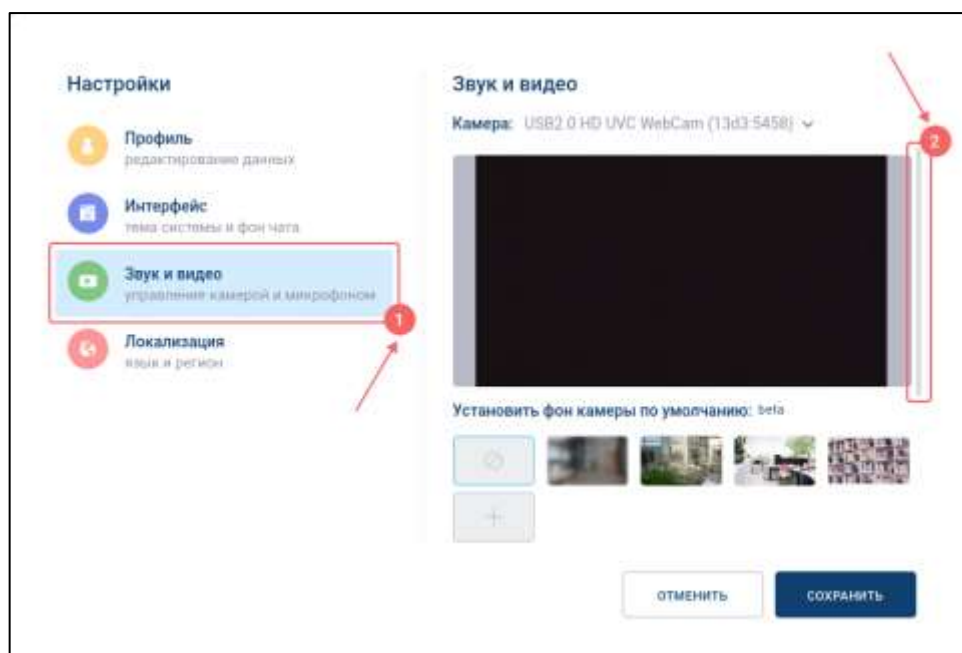 Настройки
Профиль
редактирование данных
Интерфейс
тема системы и фон чата
Звук и видео
управление камерой и микрофоном
1
Локализация
язык и регион
Звук и видео
Камера: USB2.0 HD UVC WebCam (13d3:5458)
2
Установить фон камеры по умолчанию: beta
ОТМЕНИТЬ
СОХРАНИТЬ